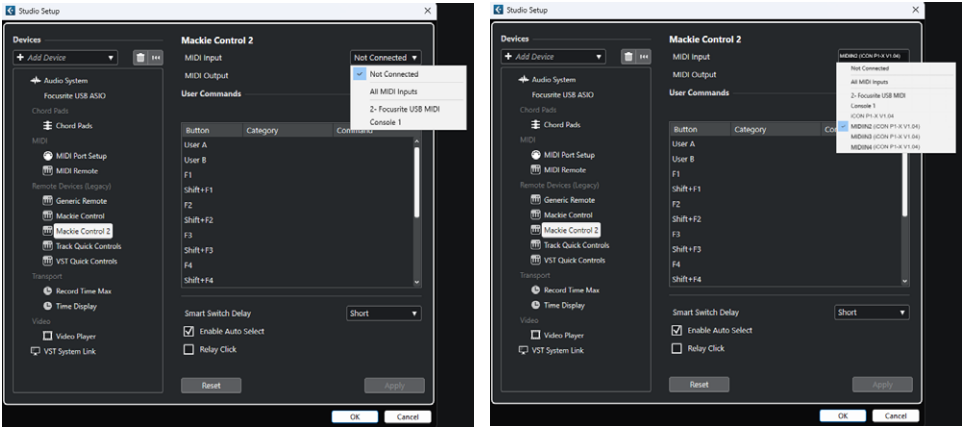 Studio Setup
Devices
+ Add Device
Audio System
Focusrite USB ASIO
Chord Pads
Chord Pads
MIDI
MIDI Port Setup
MIDI Remote
Remote Devices (Legacy)
Generic Remote
Mackie Control
Mackie Control 2
Track Quick Controls
VST Quick Controls
Transport
Record Time Max
Time Display
Video
Video Player
VST System Link
Mackie Control 2
MIDI Input
Not Connected
MIDI Output
Not Connected
All MIDI Inputs
2- Focusrite USB MIDI
Console 1
User Commands
Button Category Command
User A
User B
F1
Shift+F1
F2
Shift+F2
F3
Shift+F3
F4
Shift+F4
Smart Switch Delay
Short
Enable Auto Select
Relay Click
Reset
Apply
OK
Cancel
Studio Setup
Devices
+ Add Device
Audio System
Focusrite USB ASIO
Chord Pads
Chord Pads
MIDI
MIDI Port Setup
MIDI Remote
Remote Devices (Legacy)
Generic Remote
Mackie Control
Mackie Control 2
Track Quick Controls
VST Quick Controls
Transport
Record Time Max
Time Display
Video
Video Player
VST System Link
Mackie Control 2
MIDI Input
MIDIIN2 (iCON P1-X V1.04)
MIDI Output
Not Connected
All MIDI Inputs
2- Focusrite USB MIDI
Console 1
iCON P1-X V1.04
MIDIIN2 (iCON P1-X V1.04)
MIDIIN3 (iCON P1-X V1.04)
MIDIIN4 (iCON P1-X V1.04)
User Commands
Button Category Co
User A
User B
F1
Shift+F1
F2
Shift+F2
F3
Shift+F3
F4
Shift+F4
Smart Switch Delay
Short
Enable Auto Select
Relay Click
Reset
Apply
OK
Cancel